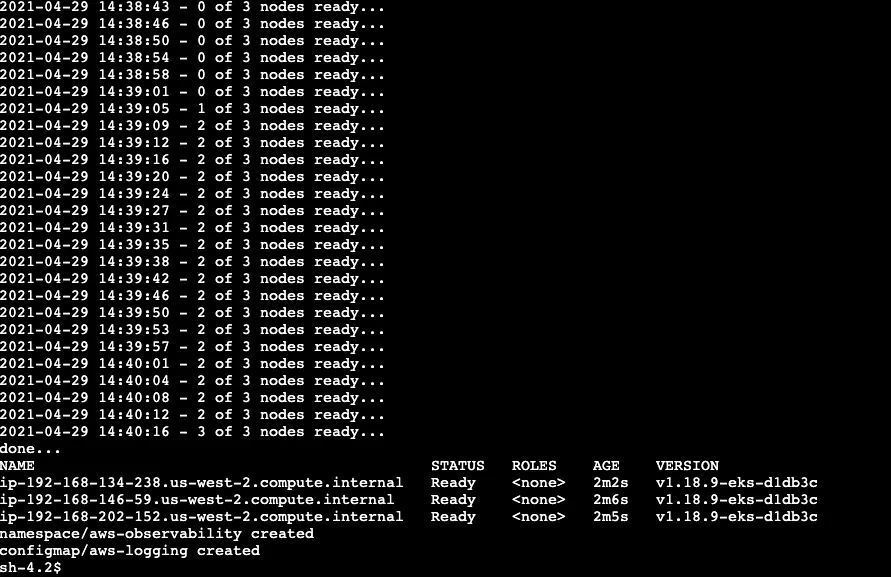 2021-04-29 14:38:43 - 0 of 3 nodes ready...
2021-04-29 14:38:46 - 0 of 3 nodes ready...
2021-04-29 14:38:50 - 0 of 3 nodes ready...
2021-04-29 14:38:54 - 0 of 3 nodes ready...
2021-04-29 14:38:58 - 0 of 3 nodes ready...
2021-04-29 14:39:01 - 0 of 3 nodes ready...
2021-04-29 14:39:05 - 1 of 3 nodes ready...
2021-04-29 14:39:09 - 2 of 3 nodes ready...
2021-04-29 14:39:12 - 2 of 3 nodes ready...
2021-04-29 14:39:16 - 2 of 3 nodes ready...
2021-04-29 14:39:20 - 2 of 3 nodes ready...
2021-04-29 14:39:24 - 2 of 3 nodes ready...
2021-04-29 14:39:27 - 2 of 3 nodes ready...
2021-04-29 14:39:31 - 2 of 3 nodes ready...
2021-04-29 14:39:35 - 2 of 3 nodes ready...
2021-04-29 14:39:38 - 2 of 3 nodes ready...
2021-04-29 14:39:42 - 2 of 3 nodes ready...
2021-04-29 14:39:46 - 2 of 3 nodes ready...
2021-04-29 14:39:50 - 2 of 3 nodes ready...
2021-04-29 14:39:53 - 2 of 3 nodes ready...
2021-04-29 14:39:57 - 2 of 3 nodes ready...
2021-04-29 14:40:01 - 2 of 3 nodes ready...
2021-04-29 14:40:04 - 2 of 3 nodes ready...
2021-04-29 14:40:08 - 2 of 3 nodes ready...
2021-04-29 14:40:12 - 2 of 3 nodes ready...
2021-04-29 14:40:16 - 3 of 3 nodes ready...
done...
NAME STATUS ROLES AGE VERSION
ip-192-168-134-238.us-west-2.compute.internal Ready <none> 2m2s v1.18.9-eks-d1db3c
ip-192-168-146-59.us-west-2.compute.internal Ready <none> 2m6s v1.18.9-eks-d1db3c
ip-192-168-202-152.us-west-2.compute.internal Ready <none> 2m5s v1.18.9-eks-d1db3c
namespace/aws-observability created
configmap/aws-logging created
sh-4.2$